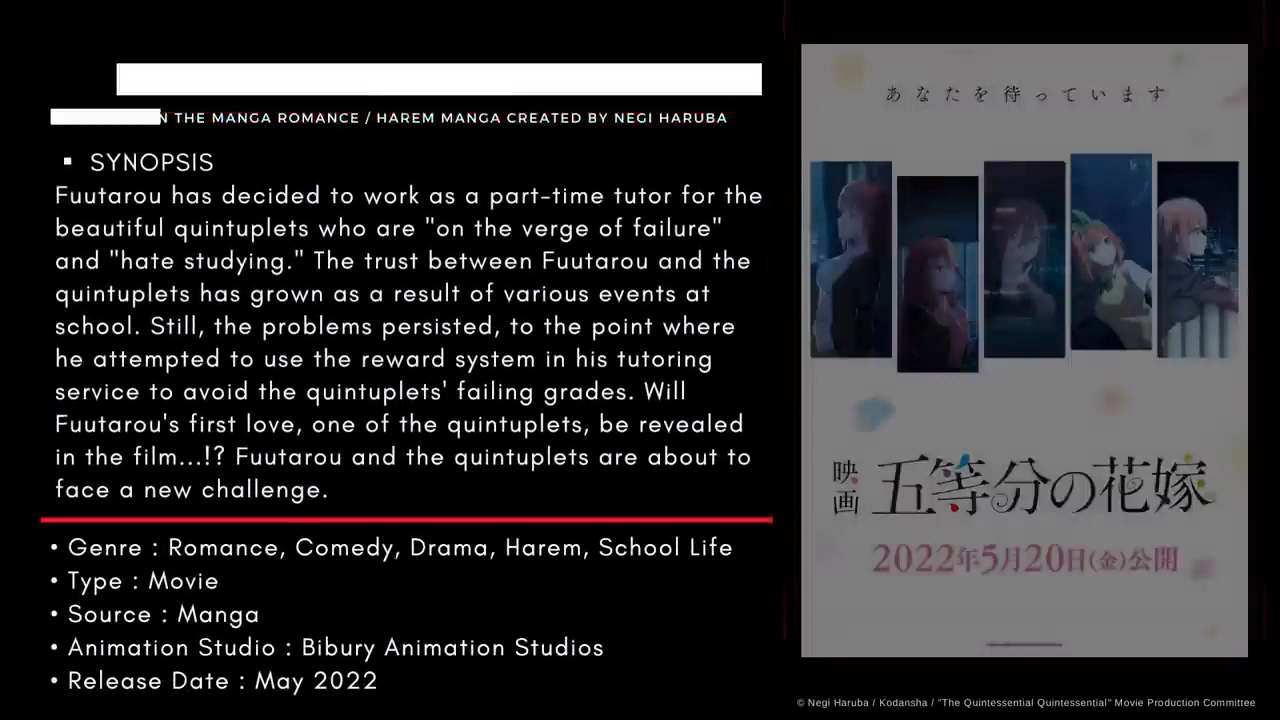 THE MANGA ROMANCE / HAREM MANGA CREATED BY NEGI HARUBA
▪ SYNOPSIS
Fuutarou has decided to work as a part-time tutor for the
beautiful quintuplets who are "on the verge of failure"
and "hate studying." The trust between Fuutarou and the
quintuplets has grown as a result of various events at
school. Still, the problems persisted, to the point where
he attempted to use the reward system in his tutoring
service to avoid the quintuplets' failing grades. Will
Fuutarou's first love, one of the quintuplets, be revealed
in the film...!? Fuutarou and the quintuplets are about to
face a new challenge.
• Genre : Romance, Comedy, Drama, Harem, School Life
• Type : Movie
• Source : Manga
• Animation Studio : Bibury Animation Studios
• Release Date : May 2022
あなたを待っています
映画 五等分の花嫁
2022年5月20日(金)公開
© Negi Haruba / Kodansha / "The Quintessential Quintessential" Movie Production Committee